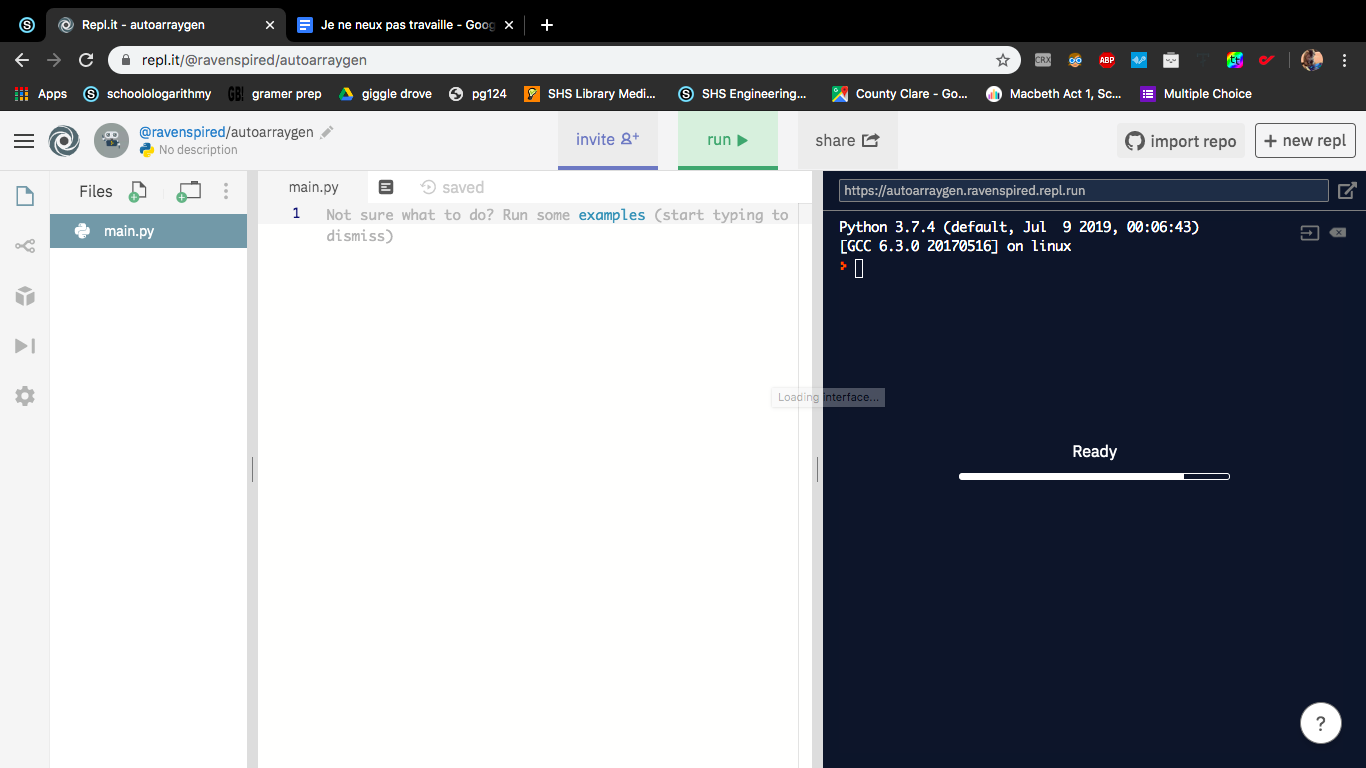 Repl.it - autoarraygen
Je ne neux pas travaille - Goog
repl.it/@ravenspired/autoarraygen
CRX
ABP
Apps
schoolologarithmy
GB!
gramer prep
giggle drove
pg124
SHS Library Medi...
SHS Engineering...
County Clare - Go...
Macbeth Act 1, Sc...
Multiple Choice
@ravenspired/autoarraygen
No description
invite
run
share
import repo
+ new repl
Files
main.py
saved
https://autoarraygen.ravenspired.repl.run
main.py
1 Not sure what to do? Run some examples (start typing to
dismiss)
Python 3.7.4 (default, Jul  9 2019, 00:06:43)
[GCC 6.3.0 20170516] on linux
Loading interface...
Ready
?